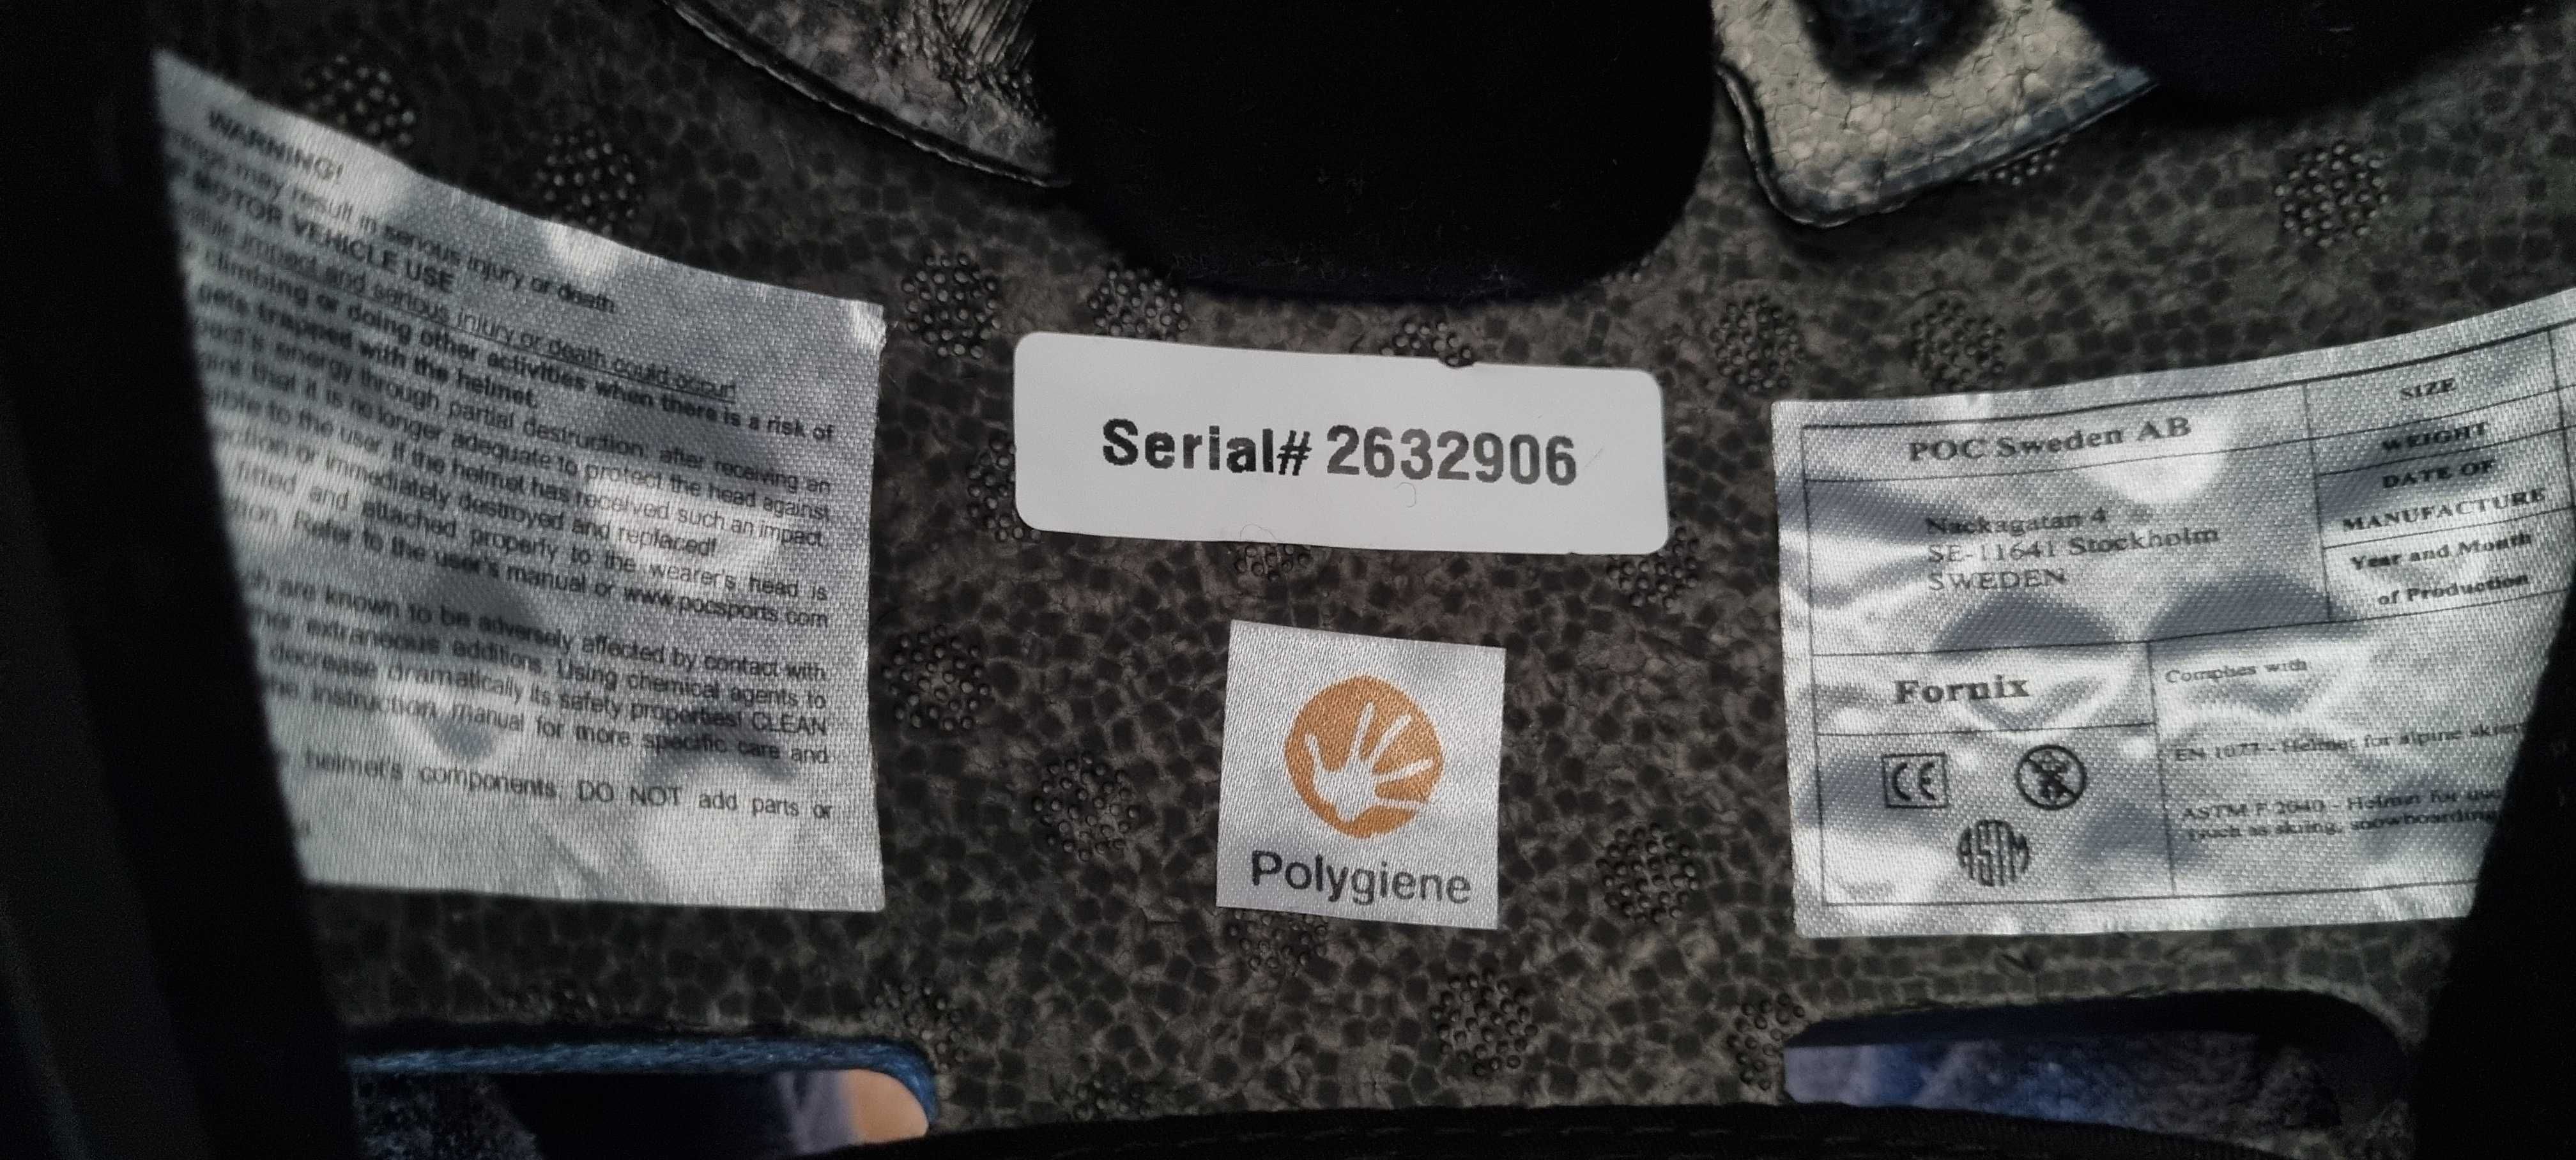 WARNING!
may result in serious injury or death
MOTOR VEHICLE USE
impact and serious injury or death could occur!
climbing or doing other activities when there is a risk of
gets trapped with the helmet.
is energy through partial destruction; after receiving an
that it is no longer adequate to protect the head against
to the user. If the helmet has received such an impact,
or immediately destroyed and replaced!
fitted and attached properly to the wearer's head is
Refer to the user's manual or www.pocsports.com
are known to be adversely affected by contact with
extraneous additions. Using chemical agents to
decrease dramatically its safety properties! CLEAN
instruction manual for more specific care and
helmet's components. DO NOT add parts or
Serial# 2632906
Polygiene
POC Sweden AB
Nackagatan 4
SE-11641 Stockholm
SWEDEN
SIZE
WEIGHT
DATE OF
MANUFACTURE
Year and Month
of Production
Fornix
CE
ASTM
Complies with
EN 1077 - Helmet for alpine
ASTM F 2040 - Helmet for
such as skiing, snowboarding